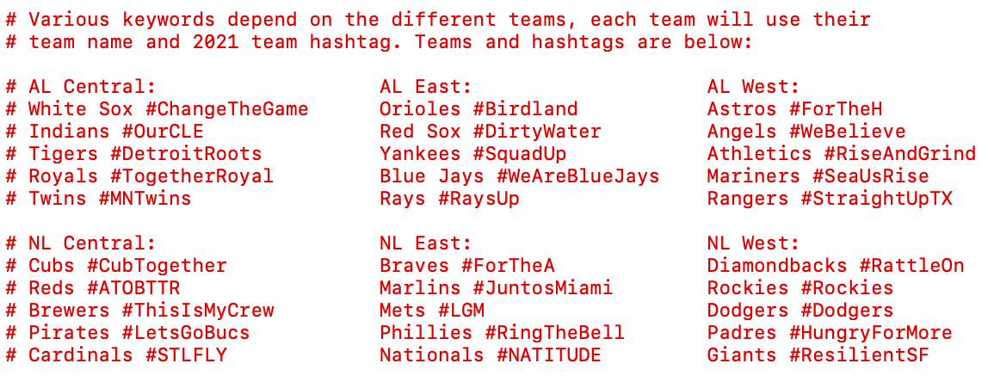 # Various keywords depend on the different teams, each team will use their
# team name and 2021 team hashtag. Teams and hashtags are below:
# AL Central: AL East: AL West:
# White Sox #ChangeTheGame Orioles #Birdland Astros #ForTheH
# Indians #OurCLE Red Sox #DirtyWater Angels #WeBelieve
# Tigers #DetroitRoots Yankees #SquadUp Athletics #RiseAndGrind
# Royals #TogetherRoyal Blue Jays #WeAreBlueJays Mariners #SeaUsRise
# Twins #MNTwins Rays #RaysUp Rangers #StraightUpTX
# NL Central: NL East: NL West:
# Cubs #CubTogether Braves #ForTheA Diamondbacks #RattleOn
# Reds #ATOBTTR Marlins #JuntosMiami Rockies #Rockies
# Brewers #ThisIsMyCrew Mets #LGM Dodgers #Dodgers
# Pirates #LetsGoBucs Phillies #RingTheBell Padres #HungryForMore
# Cardinals #STLFLY Nationals #NATITUDE Giants #ResilientSF